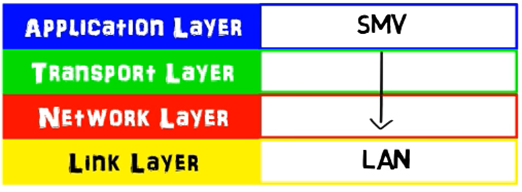 Application Layer SMV
Transport Layer
Network Layer
Link Layer LAN